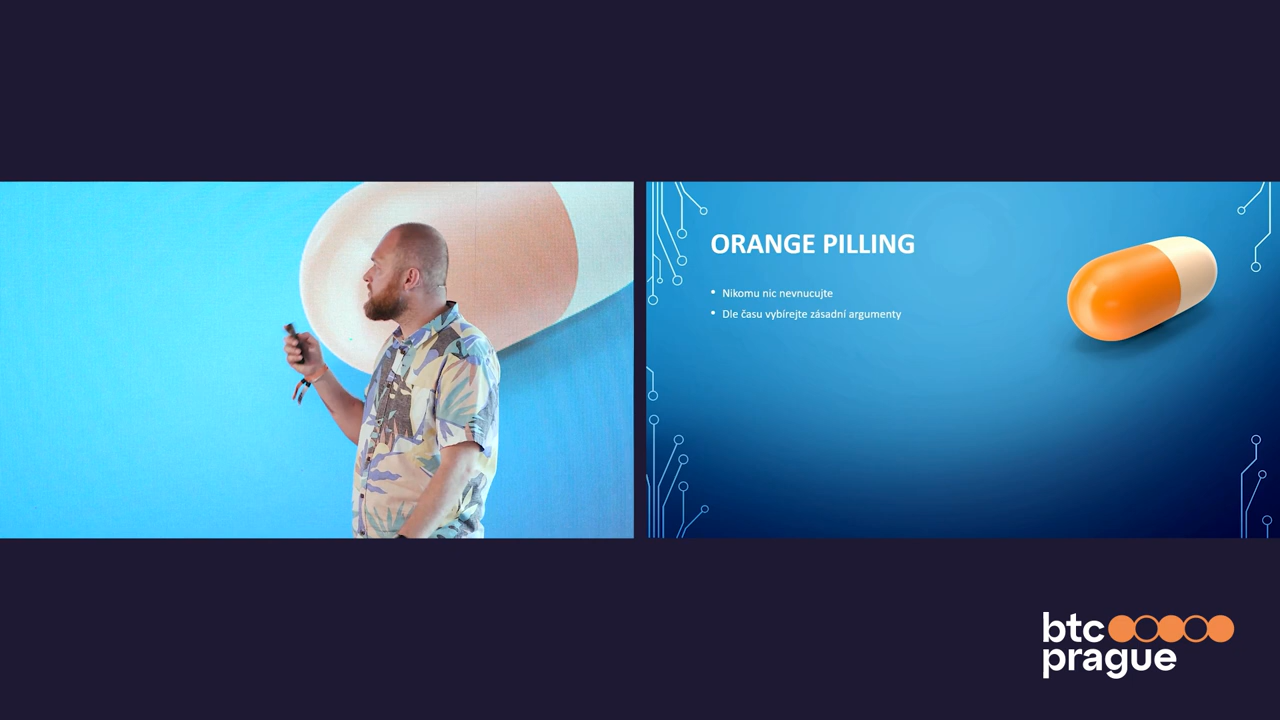 ORANGE PILLING
Nikomu nic nevnucujte
Dle času vybírejte zásadní argumenty
btc
prague